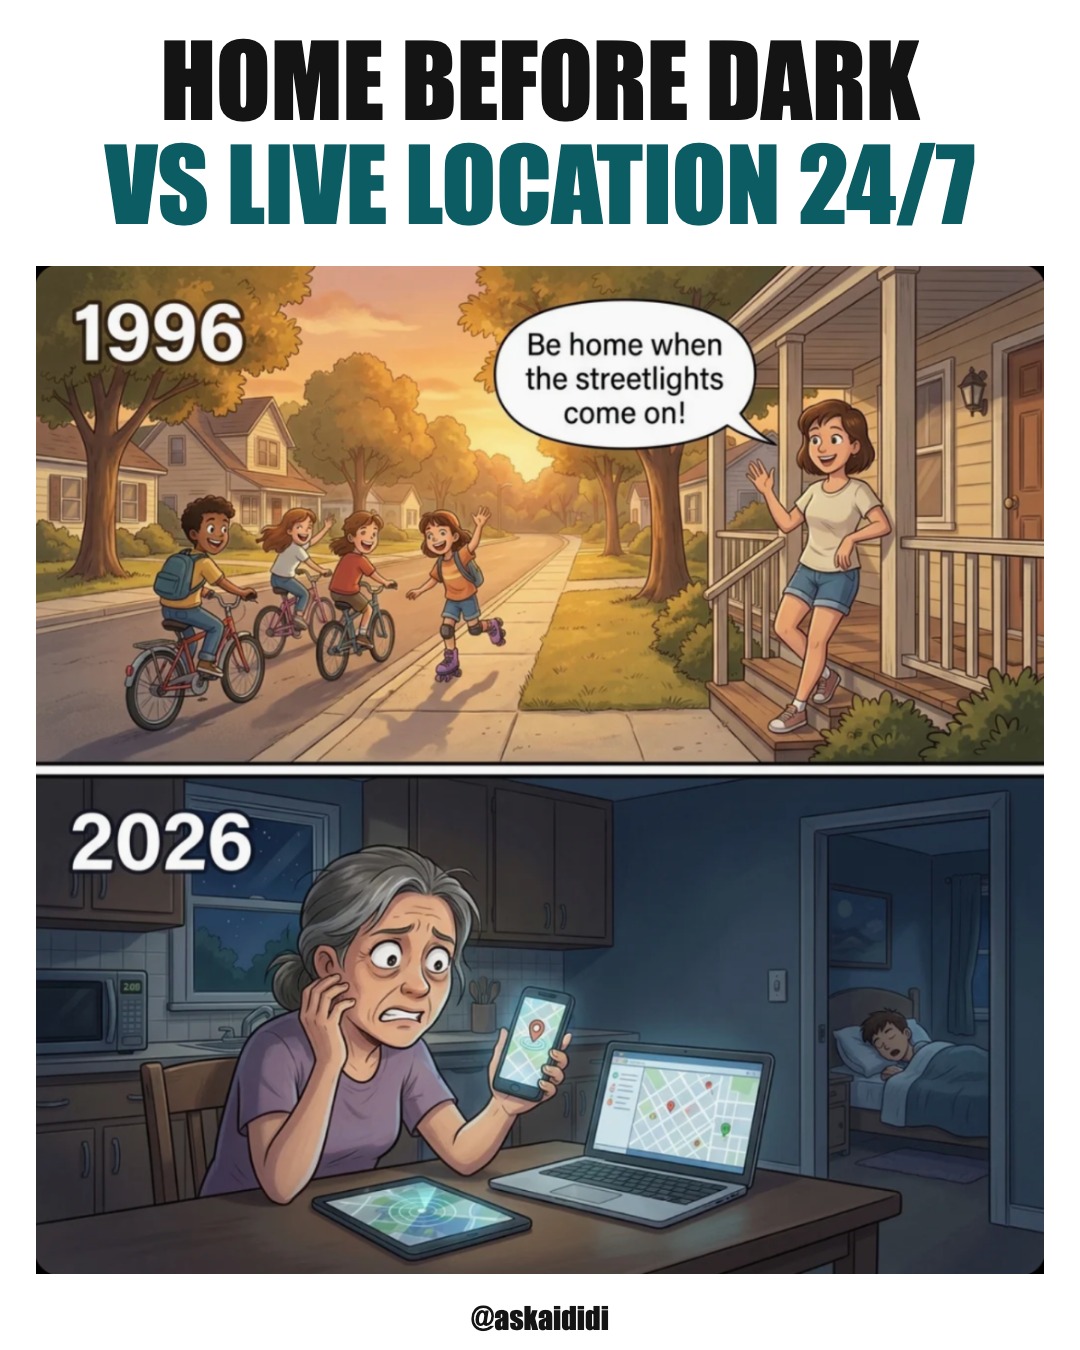 HOME BEFORE DARK
VS LIVE LOCATION 24/7
1996
Be home when
the streetlights
come on!
2026
@askaididi